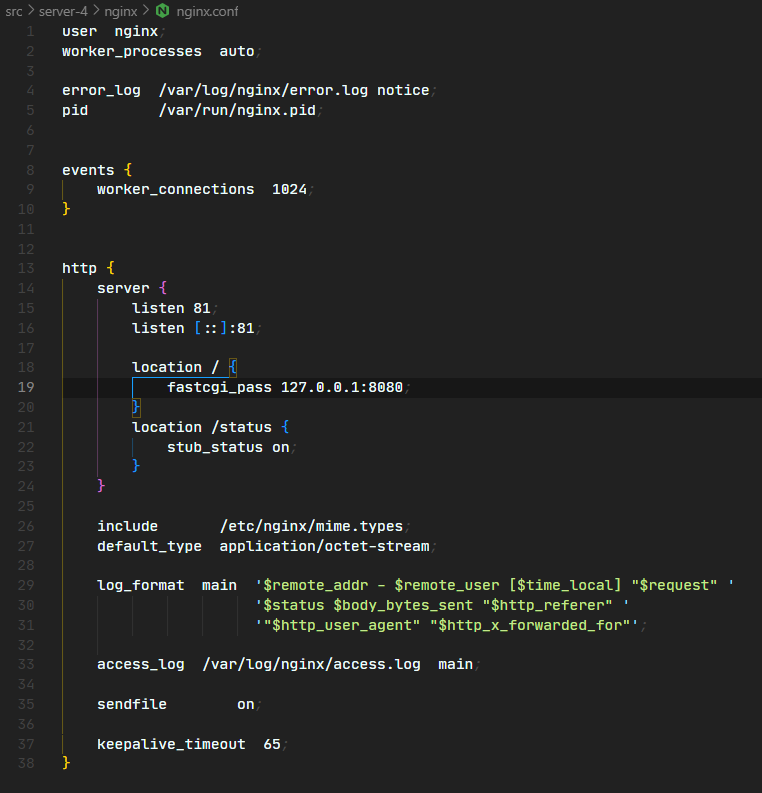 src > server-4 > nginx > nginx.conf
1 user  nginx;
2 worker_processes  auto;
3
4 error_log  /var/log/nginx/error.log notice;
5 pid        /var/run/nginx.pid;
6
7
8 events {
9     worker_connections  1024;
10 }
11
12
13 http {
14     server {
15         listen 81;
16         listen [::]:81;
17
18         location / {
19             fastcgi_pass 127.0.0.1:8080;
20         }
21         location /status {
22             stub_status on;
23         }
24     }
25
26     include       /etc/nginx/mime.types;
27     default_type  application/octet-stream;
28
29     log_format  main  '$remote_addr - $remote_user [$time_local] "$request" '
30                       '$status $body_bytes_sent "$http_referer" '
31                       '"$http_user_agent" "$http_x_forwarded_for"';
32
33     access_log  /var/log/nginx/access.log  main;
34
35     sendfile        on;
36
37     keepalive_timeout  65;
38 }